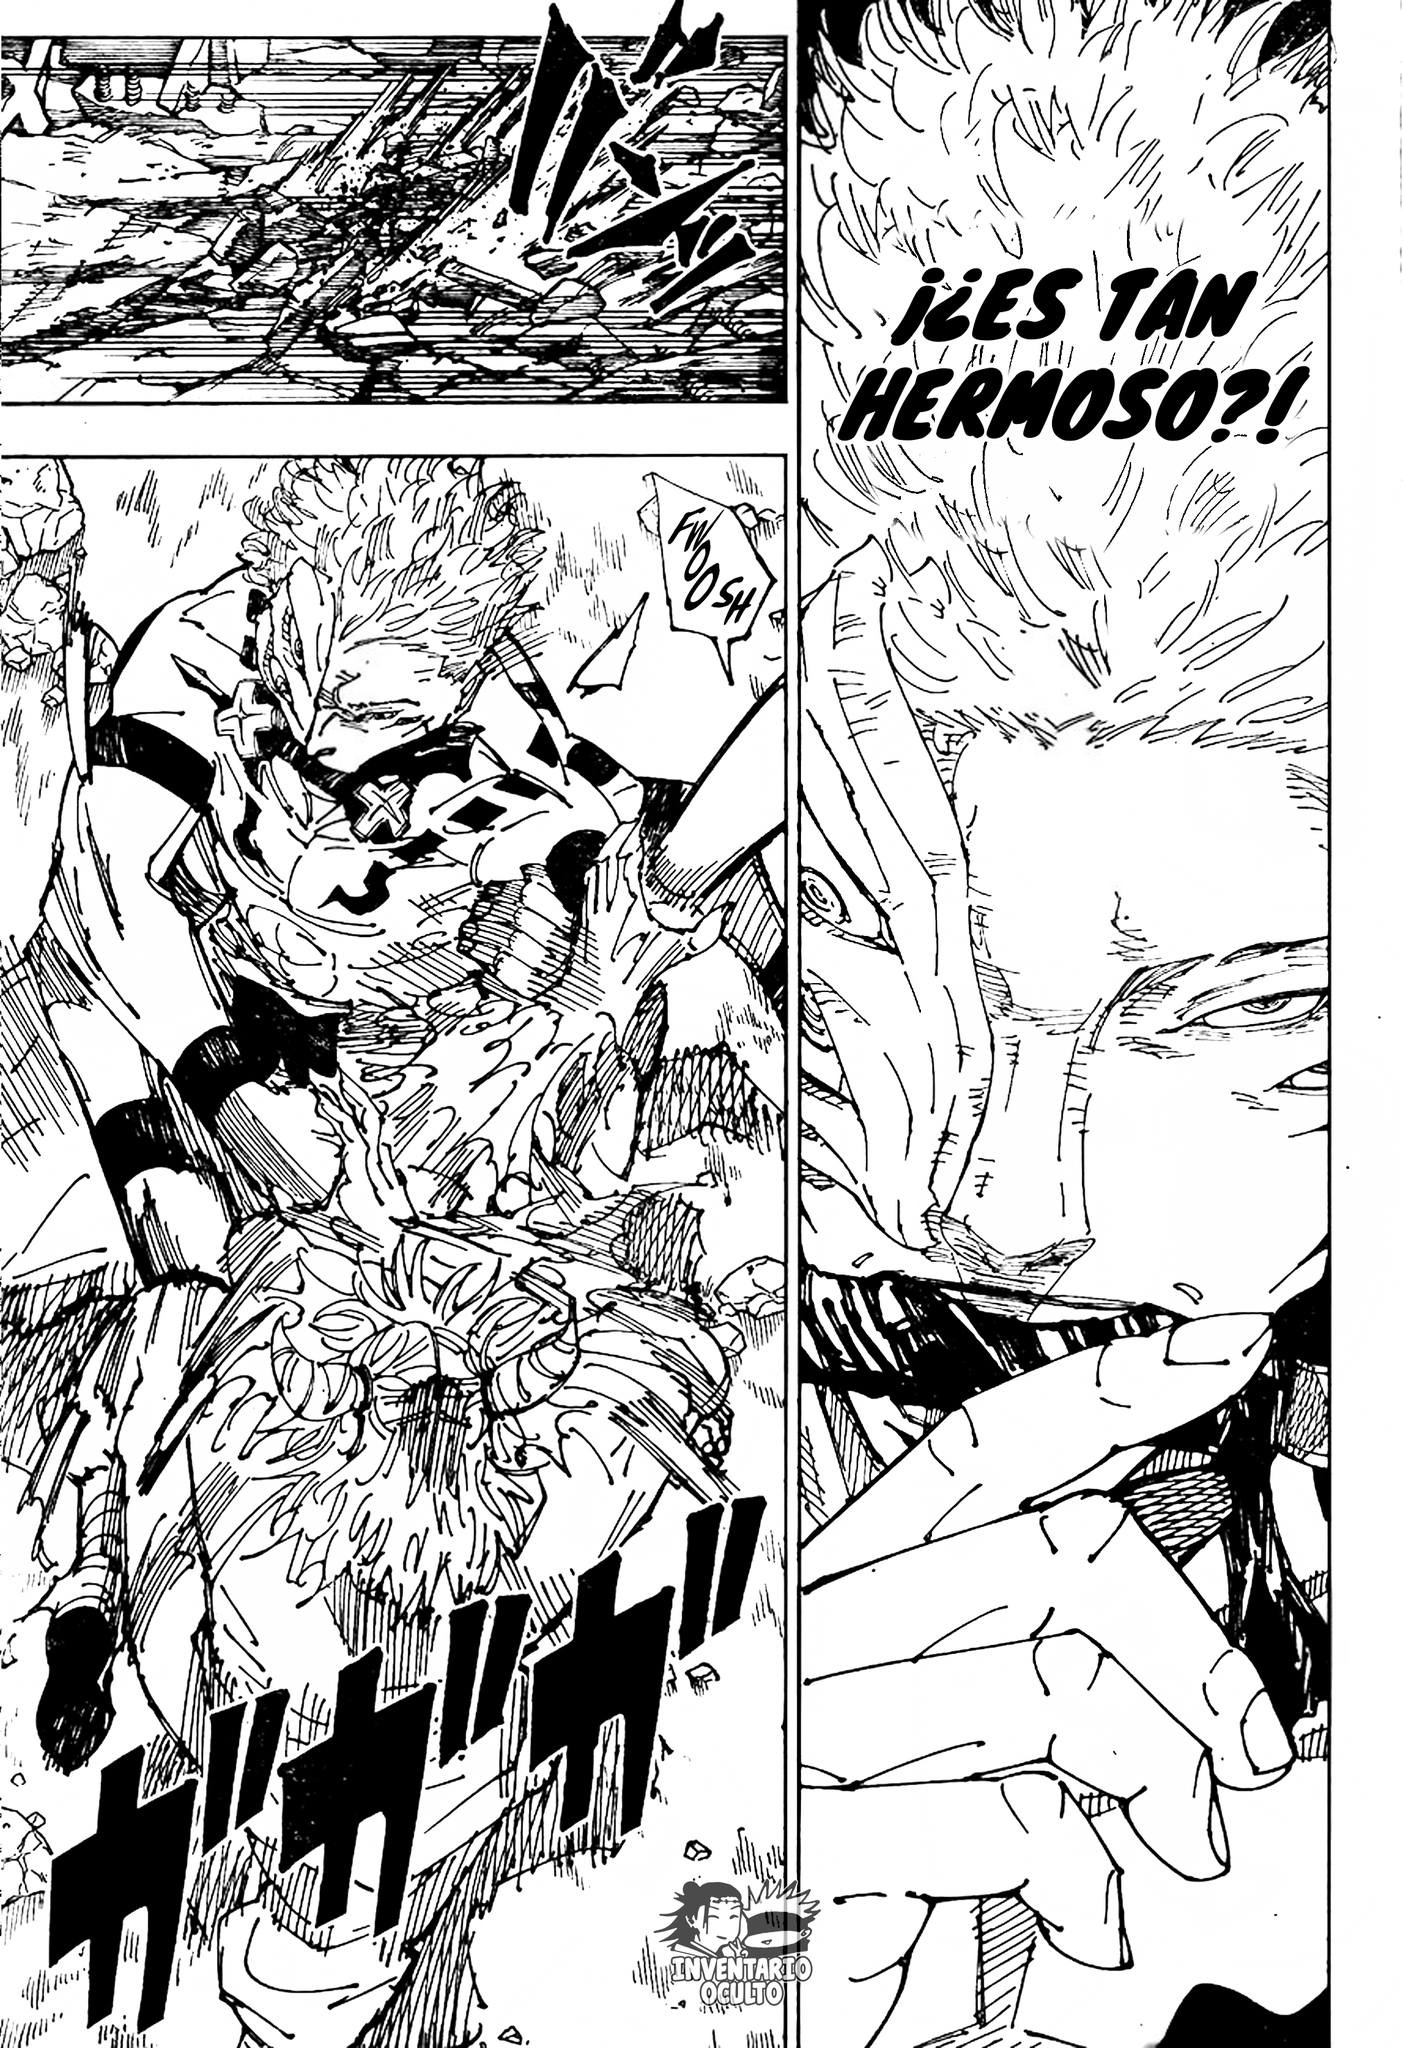 ¡¿ES TAN
HERMOSO?!
FWOOSH
ガガガ
INVENTARIO
OCULTO